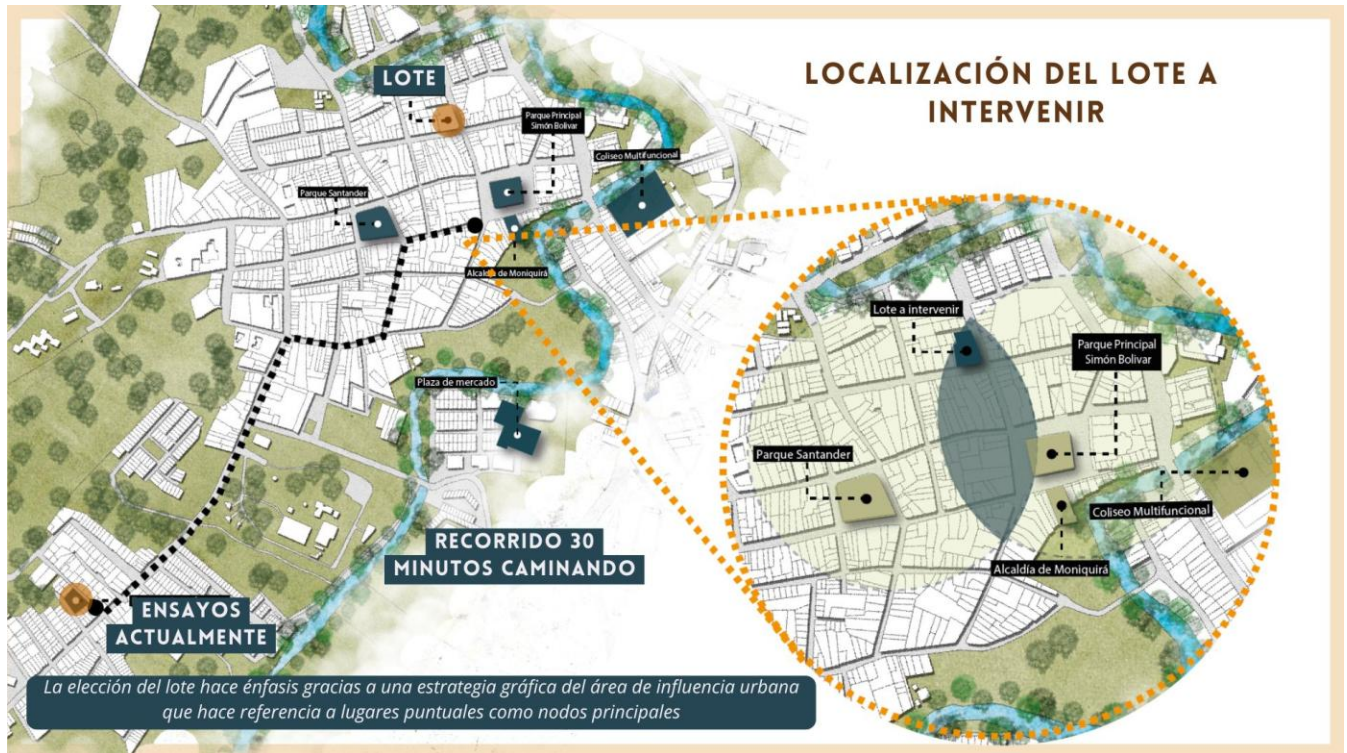 LOCALIZACIÓN DEL LOTE A
INTERVENIR
LOTE
Parque Principal
Simón Bolivar
Coliseo Multifuncional
Parque Santander
Alcaldía de Moniquirá
Plaza de mercado
RECORRIDO 30
MINUTOS CAMINANDO
ENSAYOS
ACTUALMENTE
Lote a intervenir
Parque Principal
Simón Bolivar
Parque Santander
Coliseo Multifuncional
Alcaldía de Moniquirá
La elección del lote hace énfasis gracias a una estrategia gráfica del área de influencia urbana
que hace referencia a lugares puntuales como nodos principales